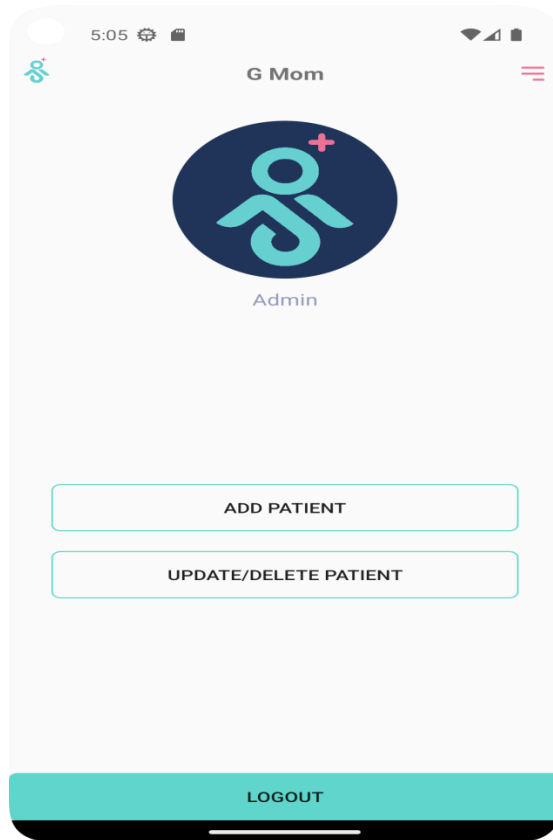 5:05
G Mom
Admin
ADD PATIENT
UPDATE/DELETE PATIENT
LOGOUT